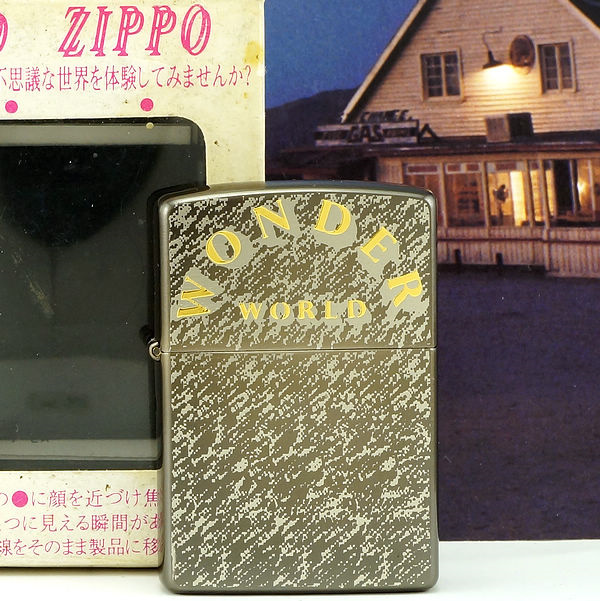 ZIPPO
不思議な世界を体験してみませんか?
WONDER
WORLD
GAS
の●に顔を近づけ焦
つに見える瞬間が
線をそのまま製品に移